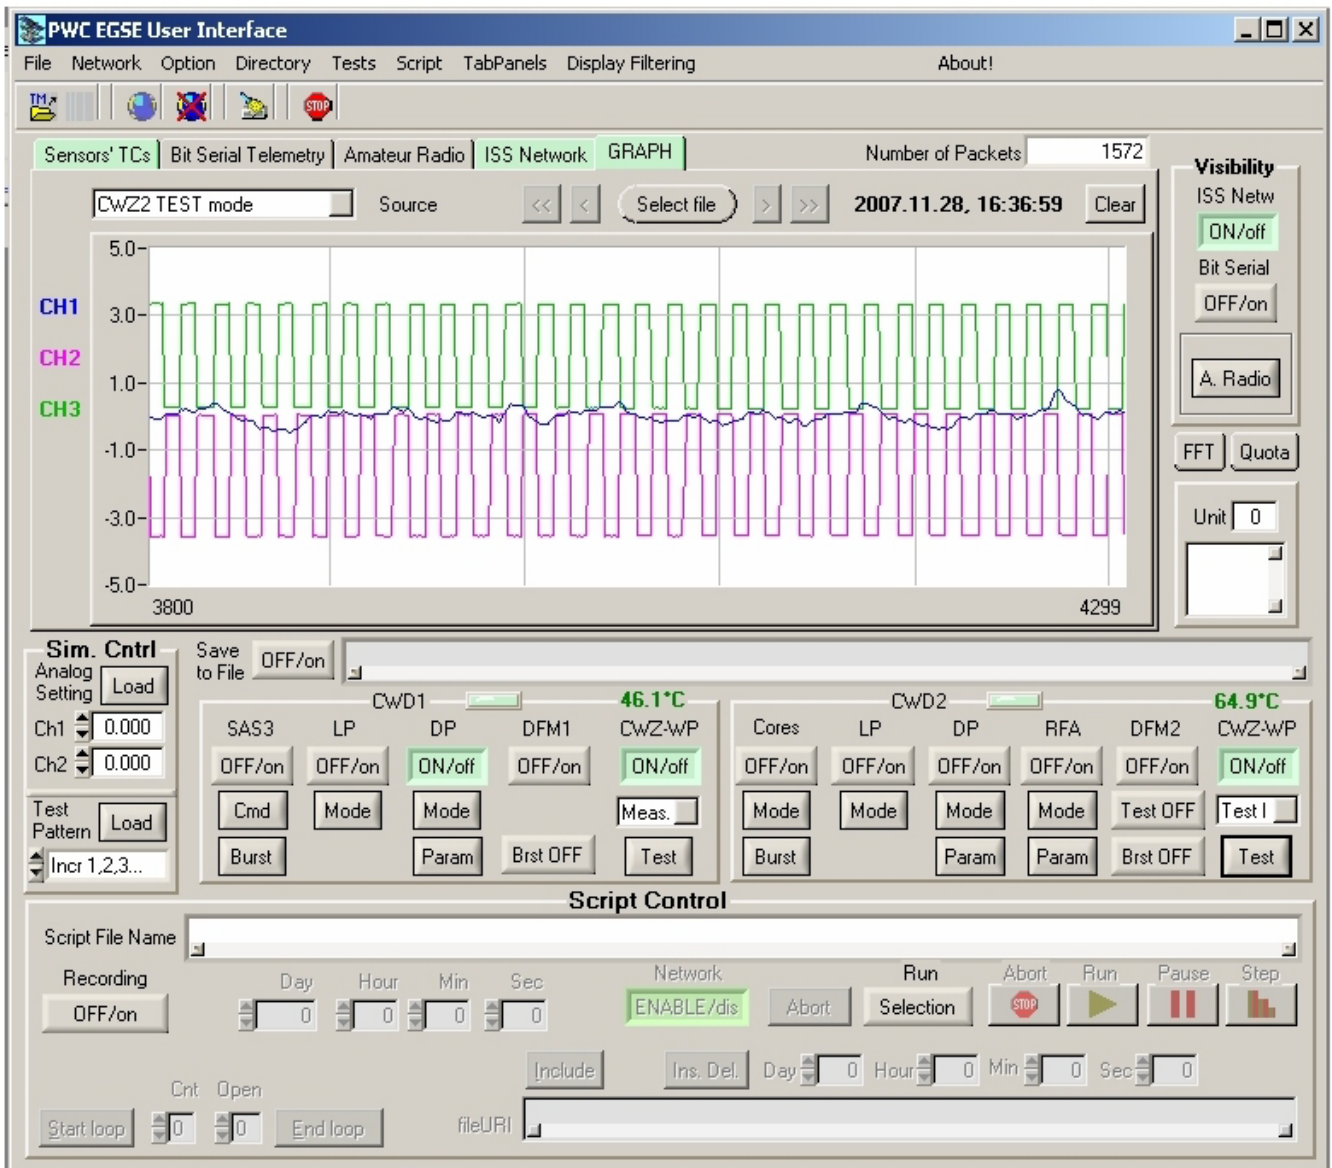 PWC EGSE User Interface
File Network Option Directory Tests Script TabPanels Display Filtering About!
TM STOP
Sensors' TCs Bit Serial Telemetry Amateur Radio ISS Network GRAPH Number of Packets 1572
Visibility
ISS Netw
ON/off
Bit Serial
OFF/on
A. Radio
FFT Quota
Unit 0
CWZ2 TEST mode Source << < Select file > >> 2007.11.28, 16:36:59 Clear
5.0
CH1
3.0
CH2
1.0
CH3
-1.0
-3.0
-5.0
3800 4299
Sim. Cntrl
Analog
Setting Load
Ch1 0.000
Ch2 0.000
Test
Pattern Load
Incr 1,2,3...
Save
to File OFF/on
CWD1 46.1°C
SAS3 LP DP DFM1 CWZ-WP
OFF/on OFF/on ON/off OFF/on ON/off
Cmd Mode Mode Meas.
Burst Param Brst OFF Test
CWD2 64.9°C
Cores LP DP RFA DFM2 CWZ-WP
OFF/on OFF/on OFF/on OFF/on OFF/on ON/off
Mode Mode Mode Mode Test OFF Test I
Burst Param Param Brst OFF Test
Script Control
Script File Name
Recording Day Hour Min Sec Network Run Abort Run Pause Step
OFF/on 0 0 0 0 ENABLE/dis Abort Selection STOP
Include Ins. Del. Day 0 Hour 0 Min 0 Sec 0
Cnt Open
Start loop 0 0 End loop fileURI